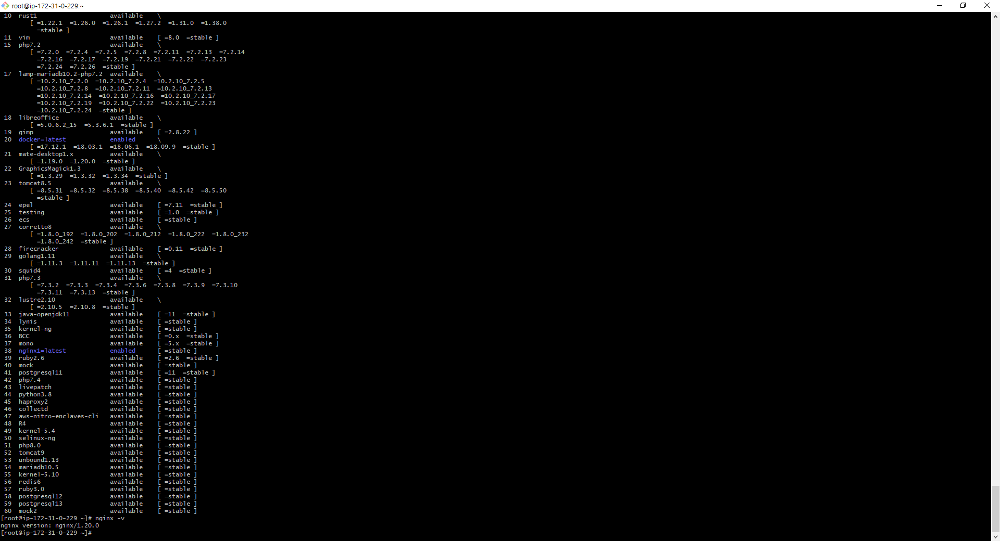 root@ip-172-31-0-229:~
10  rust1                    available    \
        [ =1.22.1  =1.26.0  =1.26.1  =1.27.2  =1.31.0  =1.38.0
          =stable ]
11  vim                      available    [ =8.0  =stable ]
15  php7.2                   available    \
        [ =7.2.0  =7.2.4  =7.2.5  =7.2.8  =7.2.11  =7.2.13  =7.2.14
          =7.2.16  =7.2.17  =7.2.19  =7.2.21  =7.2.22  =7.2.23
          =7.2.24  =7.2.26  =stable ]
17  lamp-mariadb10.2-php7.2  available    \
        [ =10.2.10_7.2.0  =10.2.10_7.2.4  =10.2.10_7.2.5
          =10.2.10_7.2.8  =10.2.10_7.2.11  =10.2.10_7.2.13
          =10.2.10_7.2.14  =10.2.10_7.2.16  =10.2.10_7.2.17
          =10.2.10_7.2.19  =10.2.10_7.2.22  =10.2.10_7.2.23
          =10.2.10_7.2.24  =stable ]
18  libreoffice              available    \
        [ =5.0.6.2_15  =5.3.6.1  =stable ]
19  gimp                     available    [ =2.8.22 ]
20  docker=latest            enabled      \
        [ =17.12.1  =18.03.1  =18.06.1  =18.09.9  =stable ]
21  mate-desktop1.x          available    \
        [ =1.19.0  =1.20.0  =stable ]
22  GraphicsMagick1.3        available    \
        [ =1.3.29  =1.3.32  =1.3.34  =stable ]
23  tomcat8.5                available    \
        [ =8.5.31  =8.5.32  =8.5.38  =8.5.40  =8.5.42  =8.5.50
          =stable ]
24  epel                     available    [ =7.11  =stable ]
25  testing                  available    [ =1.0  =stable ]
26  ecs                      available    [ =stable ]
27  corretto8                available    \
        [ =1.8.0_192  =1.8.0_202  =1.8.0_212  =1.8.0_222  =1.8.0_232
          =1.8.0_242  =stable ]
28  firecracker              available    [ =0.11  =stable ]
29  golang1.11               available    \
        [ =1.11.3  =1.11.11  =1.11.13  =stable ]
30  squid4                   available    [ =4  =stable ]
31  php7.3                   available    \
        [ =7.3.2  =7.3.3  =7.3.4  =7.3.6  =7.3.8  =7.3.9  =7.3.10
          =7.3.11  =7.3.13  =stable ]
32  lustre2.10               available    \
        [ =2.10.5  =2.10.8  =stable ]
33  java-openjdk11           available    [ =11  =stable ]
34  lynis                    available    [ =stable ]
35  kernel-ng                available    [ =stable ]
36  BCC                      available    [ =0.x  =stable ]
37  mono                     available    [ =5.x  =stable ]
38  nginx1=latest            enabled      [ =stable ]
39  ruby2.6                  available    [ =2.6  =stable ]
40  mock                     available    [ =stable ]
41  postgresql11             available    [ =11  =stable ]
42  php7.4                   available    [ =stable ]
43  livepatch                available    [ =stable ]
44  python3.8                available    [ =stable ]
45  haproxy2                 available    [ =stable ]
46  collectd                 available    [ =stable ]
47  aws-nitro-enclaves-cli   available    [ =stable ]
48  R4                       available    [ =stable ]
49  kernel-5.4               available    [ =stable ]
50  selinux-ng               available    [ =stable ]
51  php8.0                   available    [ =stable ]
52  tomcat9                  available    [ =stable ]
53  unbound1.13              available    [ =stable ]
54  mariadb10.5              available    [ =stable ]
55  kernel-5.10              available    [ =stable ]
56  redis6                   available    [ =stable ]
57  ruby3.0                  available    [ =stable ]
58  postgresql12             available    [ =stable ]
59  postgresql13             available    [ =stable ]
60  mock2                    available    [ =stable ]
[root@ip-172-31-0-229 ~]# nginx -v
nginx version: nginx/1.20.0
[root@ip-172-31-0-229 ~]#